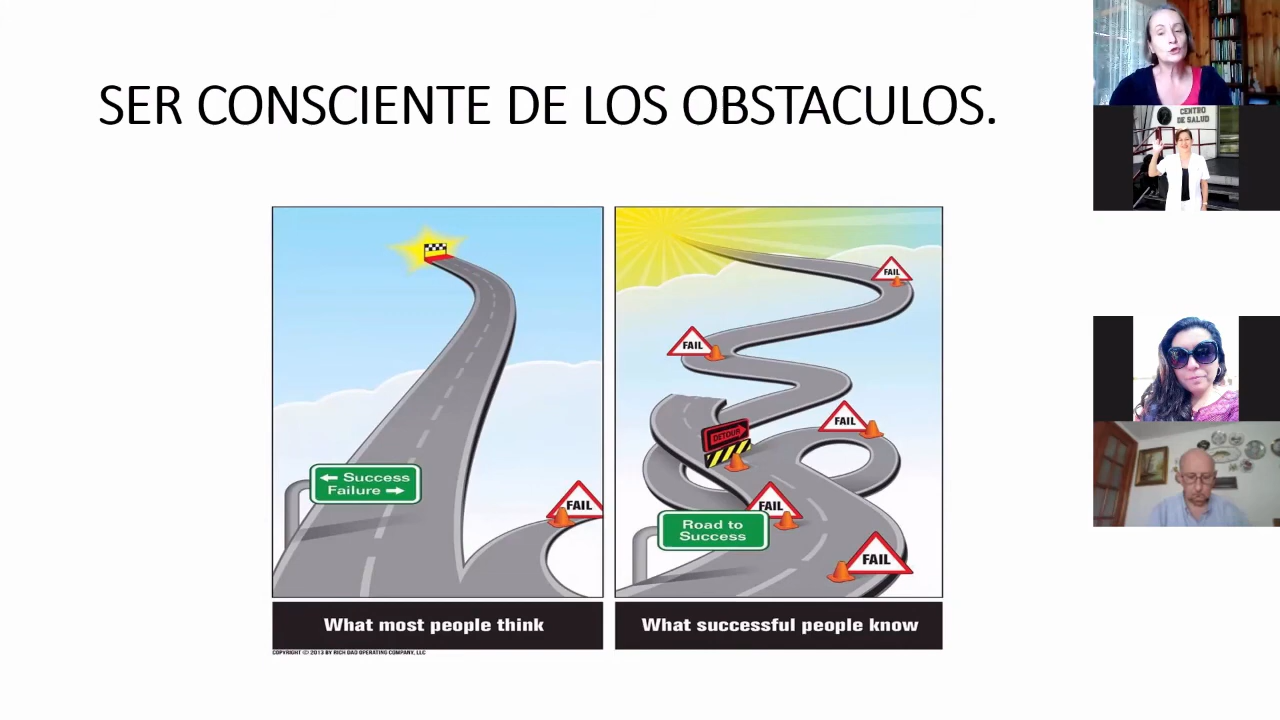 SER CONSCIENTE DE LOS OBSTACULOS.
CENTRO
DE SALUD
← Success
Failure →
FAIL
What most people think
COPYRIGHT © 2013 BY RICH DAD OPERATING COMPANY, LLC
FAIL
FAIL
FAIL
DETOUR
FAIL
Road to
Success
FAIL
What successful people know